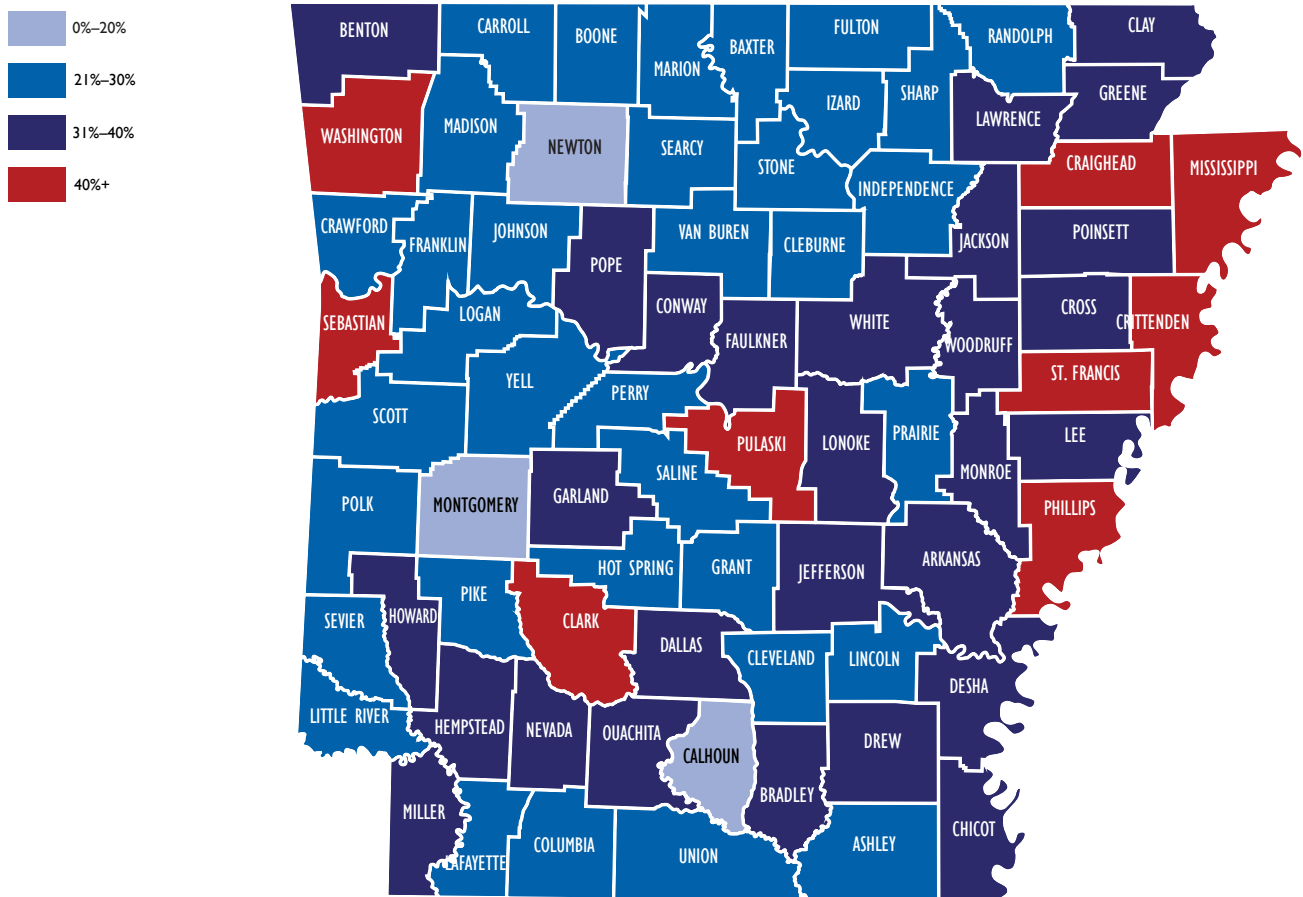 0%–20%
21%–30%
31%–40%
40%+
BENTON
CARROLL
BOONE
MARION
BAXTER
FULTON
RANDOLPH
CLAY
WASHINGTON
MADISON
NEWTON
SEARCY
STONE
IZARD
SHARP
LAWRENCE
GREENE
CRAIGHEAD
MISSISSIPPI
CRAWFORD
FRANKLIN
JOHNSON
POPE
VAN BUREN
CLEBURNE
INDEPENDENCE
JACKSON
POINSETT
SEBASTIAN
LOGAN
CONWAY
FAULKNER
WHITE
WOODRUFF
CROSS
CRITTENDEN
SCOTT
YELL
PERRY
PULASKI
LONOKE
PRAIRIE
ST. FRANCIS
LEE
MONROE
POLK
MONTGOMERY
GARLAND
SALINE
PHILLIPS
HOT SPRING
GRANT
JEFFERSON
ARKANSAS
SEVIER
HOWARD
PIKE
CLARK
DALLAS
CLEVELAND
LINCOLN
DESHA
LITTLE RIVER
HEMPSTEAD
NEVADA
OUACHITA
CALHOUN
BRADLEY
DREW
MILLER
LAFAYETTE
COLUMBIA
UNION
ASHLEY
CHICOT